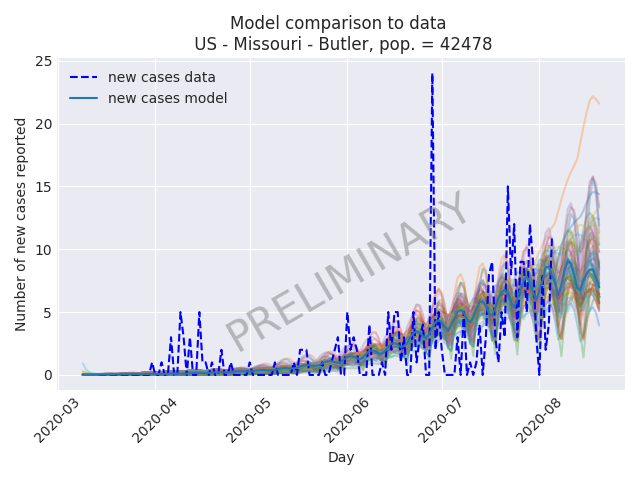 Model comparison to data
US - Missouri - Butler, pop. = 42478
new cases data
new cases model
PRELIMINARY
Number of new cases reported
25
20
15
10
5
0
2020-03
2020-04
2020-05
2020-06
2020-07
2020-08
Day